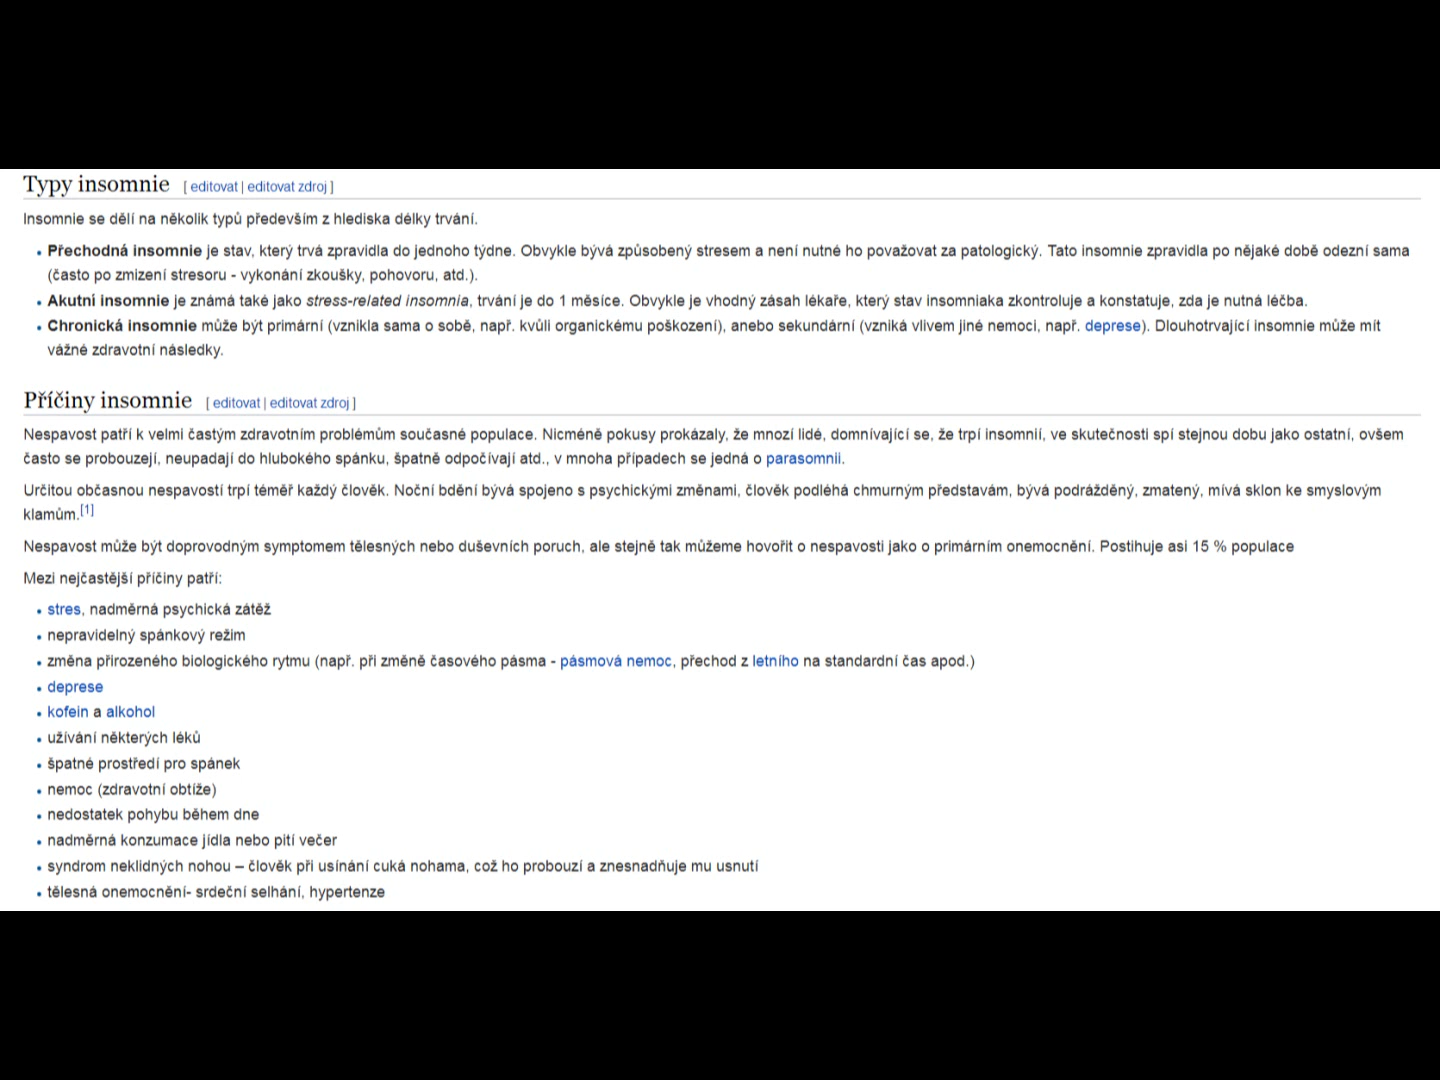 Typy insomnie [ editovat | editovat zdroj ]
Insomnie se dělí na několik typů především z hlediska délky trvání.
• Přechodná insomnie je stav, který trvá zpravidla do jednoho týdne. Obvykle bývá způsobený stresem a není nutné ho považovat za patologický. Tato insomnie zpravidla po nějaké době odezní sama
(často po zmizení stresoru - vykonání zkoušky, pohovoru, atd.).
• Akutní insomnie je známá také jako stress-related insomnia, trvání je do 1 měsíce. Obvykle je vhodný zásah lékaře, který stav insomniaka zkontroluje a konstatuje, zda je nutná léčba.
• Chronická insomnie může být primární (vznikla sama o sobě, např. kvůli organickému poškození), anebo sekundární (vzniká vlivem jiné nemoci, např. deprese). Dlouhotrvající insomnie může mít
vážné zdravotní následky.
Příčiny insomnie [ editovat | editovat zdroj ]
Nespavost patří k velmi častým zdravotním problémům současné populace. Nicméně pokusy prokázaly, že mnozí lidé, domnívající se, že trpí insomnií, ve skutečnosti spí stejnou dobu jako ostatní, ovšem
často se probouzejí, neupadají do hlubokého spánku, špatně odpočívají atd., v mnoha případech se jedná o parasomnii.
Určitou občasnou nespavostí trpí téměř každý člověk. Noční bdění bývá spojeno s psychickými změnami, člověk podléhá chmurným představám, bývá podrážděný, zmatený, mívá sklon ke smyslovým
klamům.[1]
Nespavost může být doprovodným symptomem tělesných nebo duševních poruch, ale stejně tak můžeme hovořit o nespavosti jako o primárním onemocnění. Postihuje asi 15 % populace
Mezi nejčastější příčiny patří:
• stres, nadměrná psychická zátěž
• nepravidelný spánkový režim
• změna přirozeného biologického rytmu (např. při změně časového pásma - pásmová nemoc, přechod z letního na standardní čas apod.)
• deprese
• kofein a alkohol
• užívání některých léků
• špatné prostředí pro spánek
• nemoc (zdravotní obtíže)
• nedostatek pohybu během dne
• nadměrná konzumace jídla nebo pití večer
• syndrom neklidných nohou – člověk při usínání cuká nohama, což ho probouzí a znesnadňuje mu usnutí
• tělesná onemocnění- srdeční selhání, hypertenze